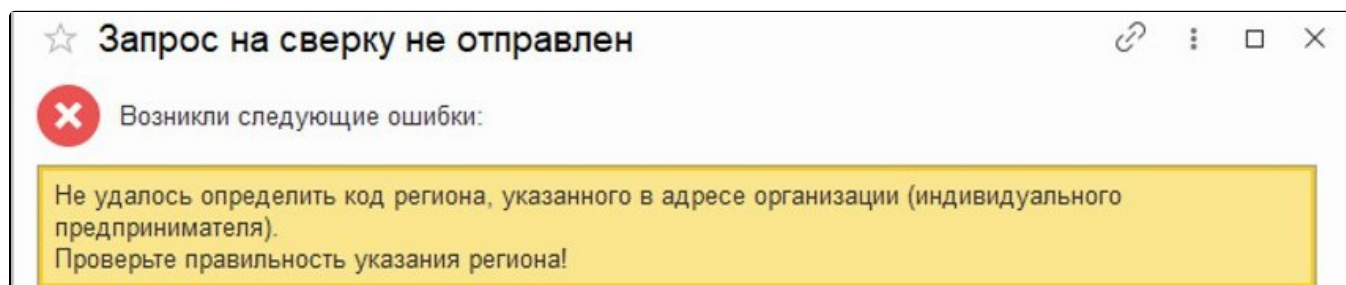 Запрос на сверку не отправлен
Возникли следующие ошибки:
Не удалось определить код региона, указанного в адресе организации (индивидуального
предпринимателя).
Проверьте правильность указания региона!